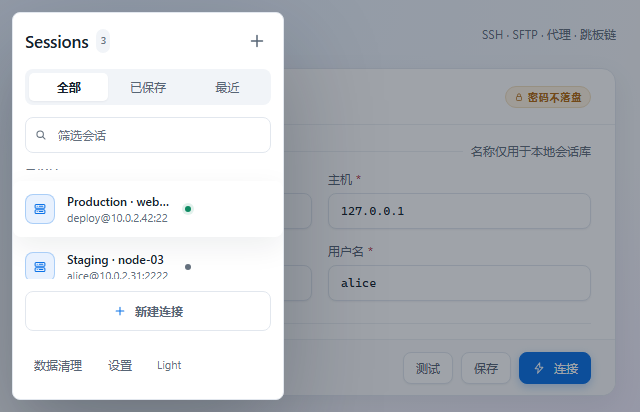 Sessions 3
全部 已保存 最近
筛选会话
Production · web...
deploy@10.0.2.42:22
Staging · node-03
alice@10.0.2.31:2222
新建连接
数据清理 设置 Light
SSH · SFTP · 代理 · 跳板链
密码不落盘
名称仅用于本地会话库
主机 *
127.0.0.1
用户名 *
alice
测试 保存 连接